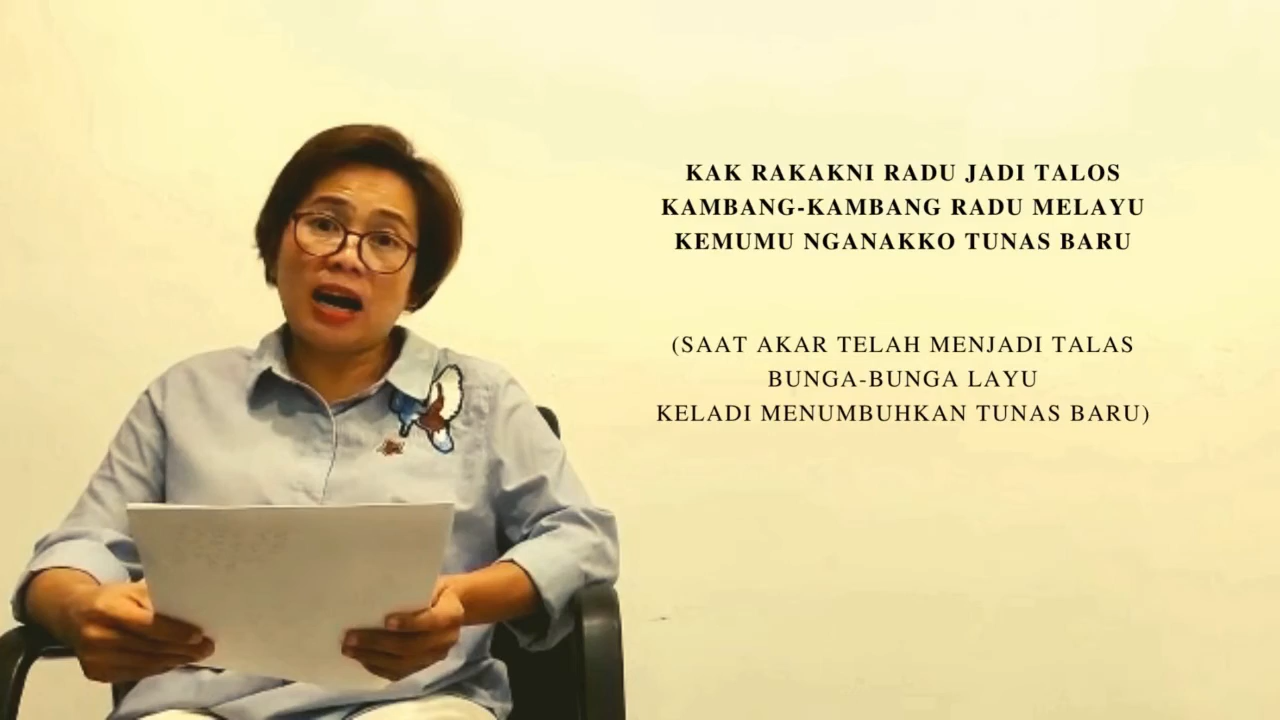 KAK RAKAKNI RADU JADI TALOS
KAMBANG-KAMBANG RADU MELAYU
KEMUMU NGANAKKO TUNAS BARU
(SAAT AKAR TELAH MENJADI TALAS
BUNGA-BUNGA LAYU
KELADI MENUMBUHKAN TUNAS BARU)